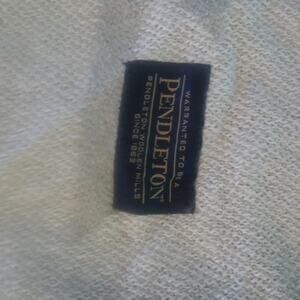 WARRANTED TO BE A
PENDLETON
PENDLETON WOOLEN MILLS
SINCE 1863